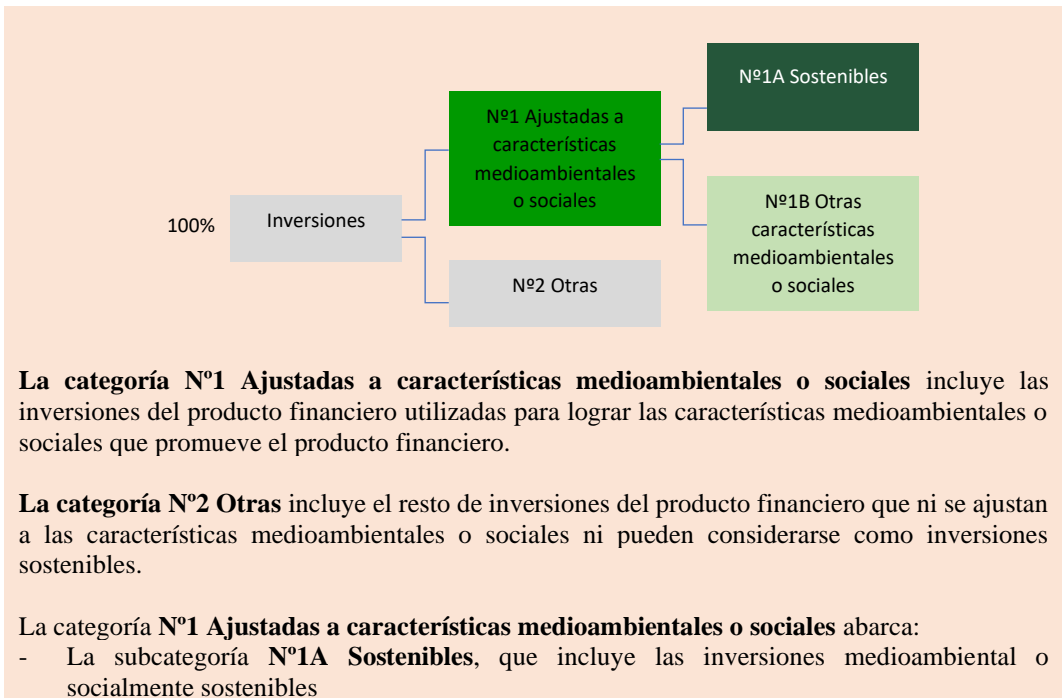 Nº1A Sostenibles
Nº1 Ajustadas a
características
medioambientales
o sociales
Nº1B Otras
características
medioambientales
o sociales
100%
Inversiones
Nº2 Otras
La categoría Nº1 Ajustadas a características medioambientales o sociales incluye las
inversiones del producto financiero utilizadas para lograr las características medioambientales o
sociales que promueve el producto financiero.
La categoría Nº2 Otras incluye el resto de inversiones del producto financiero que ni se ajustan
a las características medioambientales o sociales ni pueden considerarse como inversiones
sostenibles.
La categoría Nº1 Ajustadas a características medioambientales o sociales abarca:
- La subcategoría Nº1A Sostenibles, que incluye las inversiones medioambiental o
socialmente sostenibles